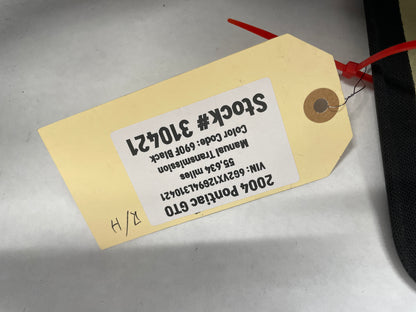 2004 Pontiac GTO
VIN: 6G2VX12G94L310421
55,634 miles
Manual Transmission
Color Code: 690F Black
Stock# 310421
R/H